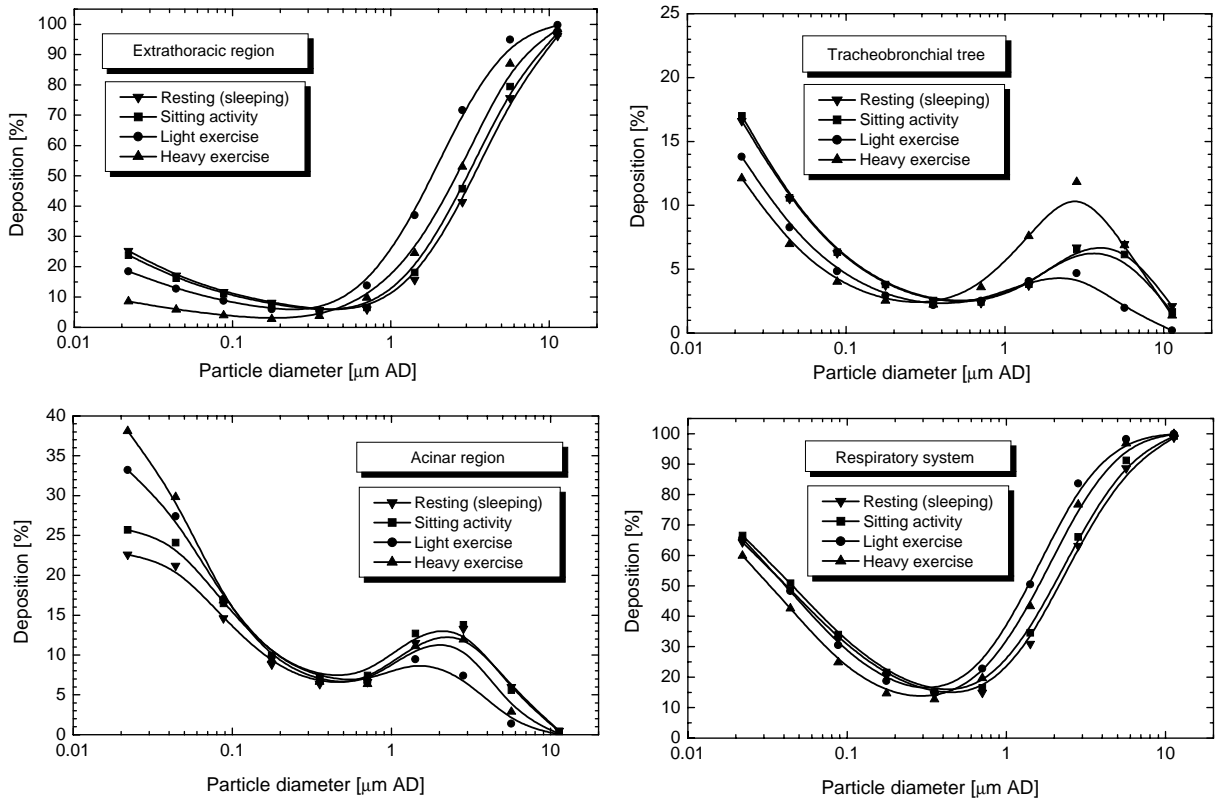 Extrathoracic region
Resting (sleeping)
Sitting activity
Light exercise
Heavy exercise
Deposition [%]
100
90
80
70
60
50
40
30
20
10
0
0.01
0.1
1
10
Particle diameter [μm AD]
Tracheobronchial tree
Resting (sleeping)
Sitting activity
Light exercise
Heavy exercise
Deposition [%]
25
20
15
10
5
0
0.01
0.1
1
10
Particle diameter [μm AD]
Acinar region
Resting (sleeping)
Sitting activity
Light exercise
Heavy exercise
Deposition [%]
40
35
30
25
20
15
10
5
0
0.01
0.1
1
10
Particle diameter [μm AD]
Respiratory system
Resting (sleeping)
Sitting activity
Light exercise
Heavy exercise
Deposition [%]
100
90
80
70
60
50
40
30
20
10
0
0.01
0.1
1
10
Particle diameter [μm AD]